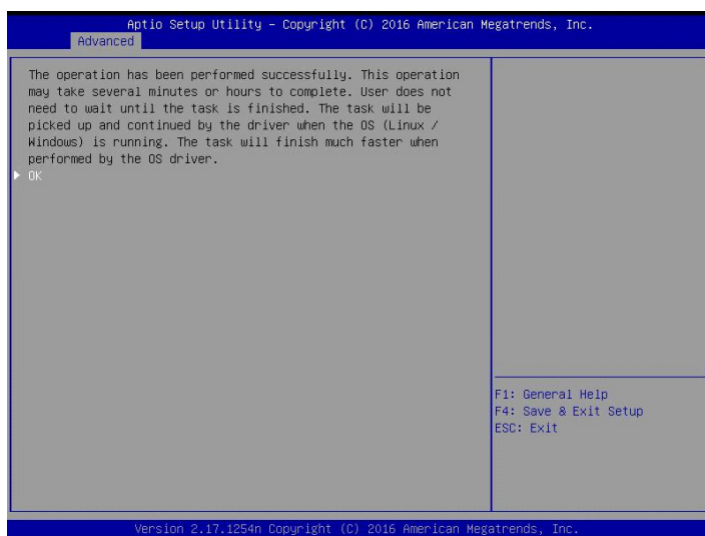 Aptio Setup Utility - Copyright (C) 2016 American Megatrends, Inc.
Advanced
The operation has been performed successfully. This operation
may take several minutes or hours to complete. User does not
need to wait until the task is finished. The task will be
picked up and continued by the driver when the OS (Linux /
Windows) is running. The task will finish much faster when
performed by the OS driver.
OK
F1: General Help
F4: Save & Exit Setup
ESC: Exit
Version 2.17.1254n Copyright (C) 2016 American Megatrends, Inc.